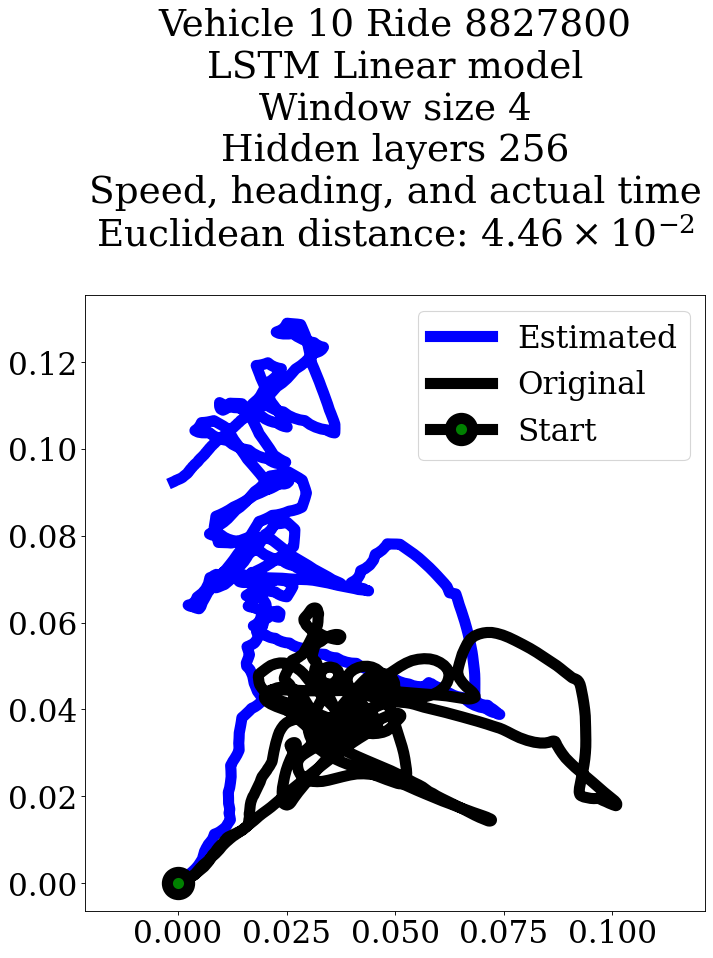 Vehicle 10 Ride 8827800
LSTM Linear model
Window size 4
Hidden layers 256
Speed, heading, and actual time
Euclidean distance: 4.46 × 10⁻²
Estimated
Original
Start
0.12
0.10
0.08
0.06
0.04
0.02
0.00
0.000 0.025 0.050 0.075 0.100